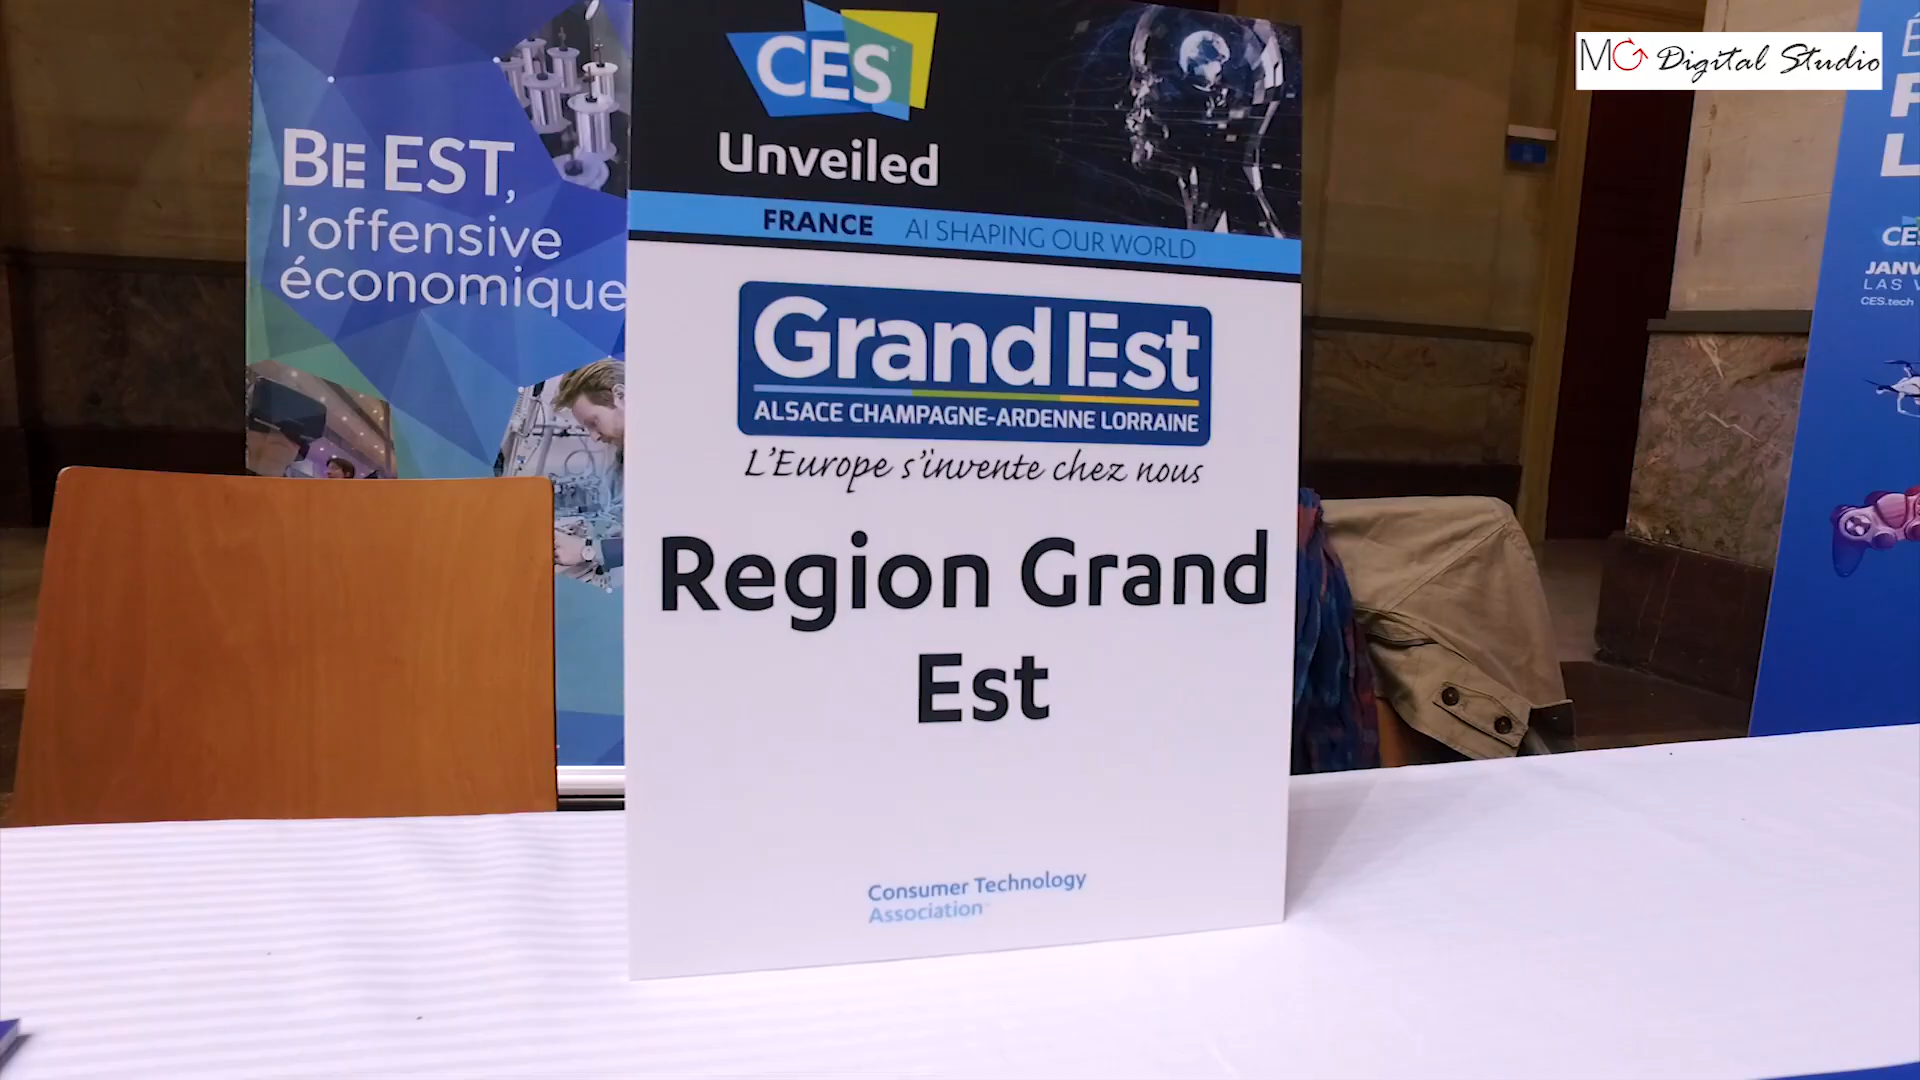 MG Digital Studio
CES
Unveiled
FRANCE AI SHAPING OUR WORLD
Grand Est
ALSACE CHAMPAGNE-ARDENNE LORRAINE
L'Europe s'invente chez nous
Region Grand
Est
Consumer Technology
Association
BE EST,
l'offensive
économique
CES.tech